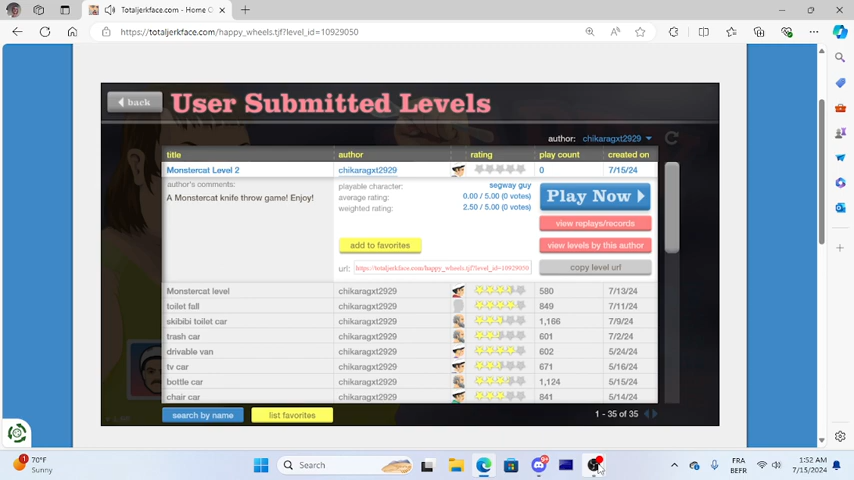 Totaljerkface.com - Home O
https://totaljerkface.com/happy_wheels.tjf?level_id=10929050
back
User Submitted Levels
author: chikaragxt2929
title author rating play count created on
Monstercat Level 2 chikaragxt2929 0 7/15/24
author's comments:
A Monstercat knife throw game! Enjoy!
playable character: segway guy
average rating: 0.00 / 5.00 (0 votes)
weighted rating: 2.50 / 5.00 (0 votes)
Play Now
view replays/records
add to favorites
view levels by this author
url: https://totaljerkface.com/happy_wheels.tjf?level_id=10929050
copy level url
Monstercat level chikaragxt2929 580 7/13/24
toilet fall chikaragxt2929 849 7/11/24
skibibi toilet car chikaragxt2929 1,166 7/9/24
trash car chikaragxt2929 601 7/2/24
drivable van chikaragxt2929 602 5/24/24
tv car chikaragxt2929 671 5/16/24
bottle car chikaragxt2929 1,124 5/15/24
chair car chikaragxt2929 841 5/14/24
search by name
list favorites
1 - 35 of 35
70°F
Sunny
Search
FRA
BEFR
1:52 AM
7/15/2024